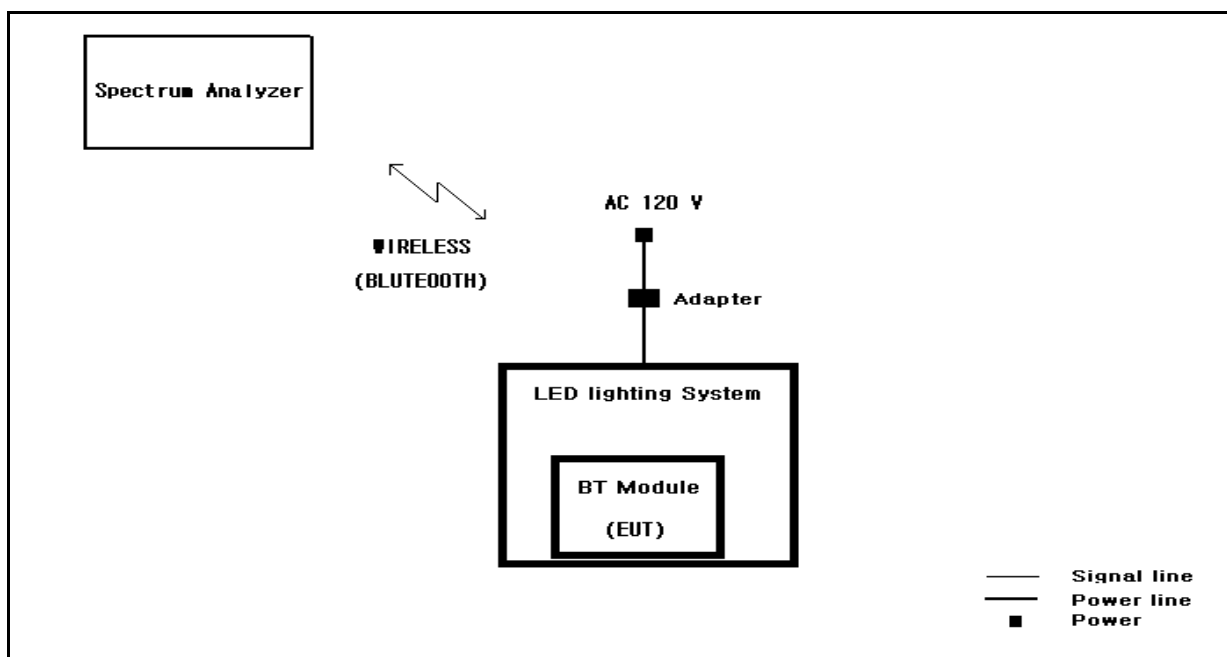 Spectrum Analyzer
AC 120 V
WIRELESS
(BLUTEOOTH)
Adapter
LED lighting System
BT Module
(EUT)
Signal line
Power line
Power